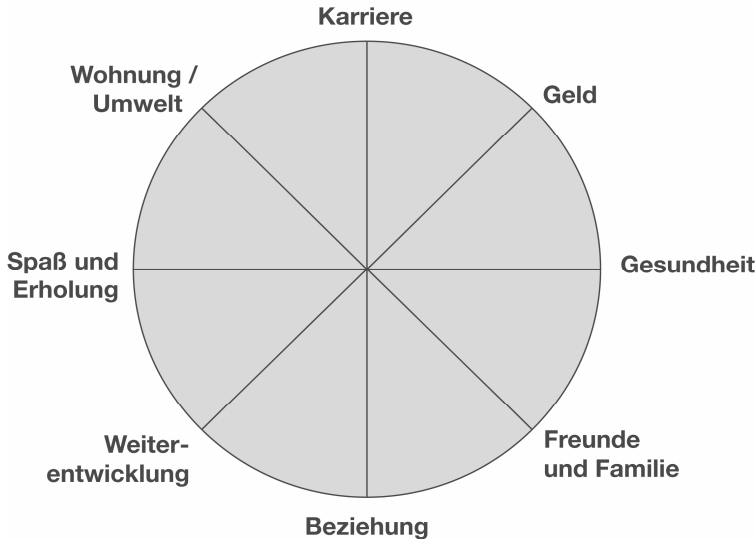 Karriere
Wohnung /
Umwelt
Geld
Spaß und
Erholung
Gesundheit
Weiter-
entwicklung
Freunde
und Familie
Beziehung